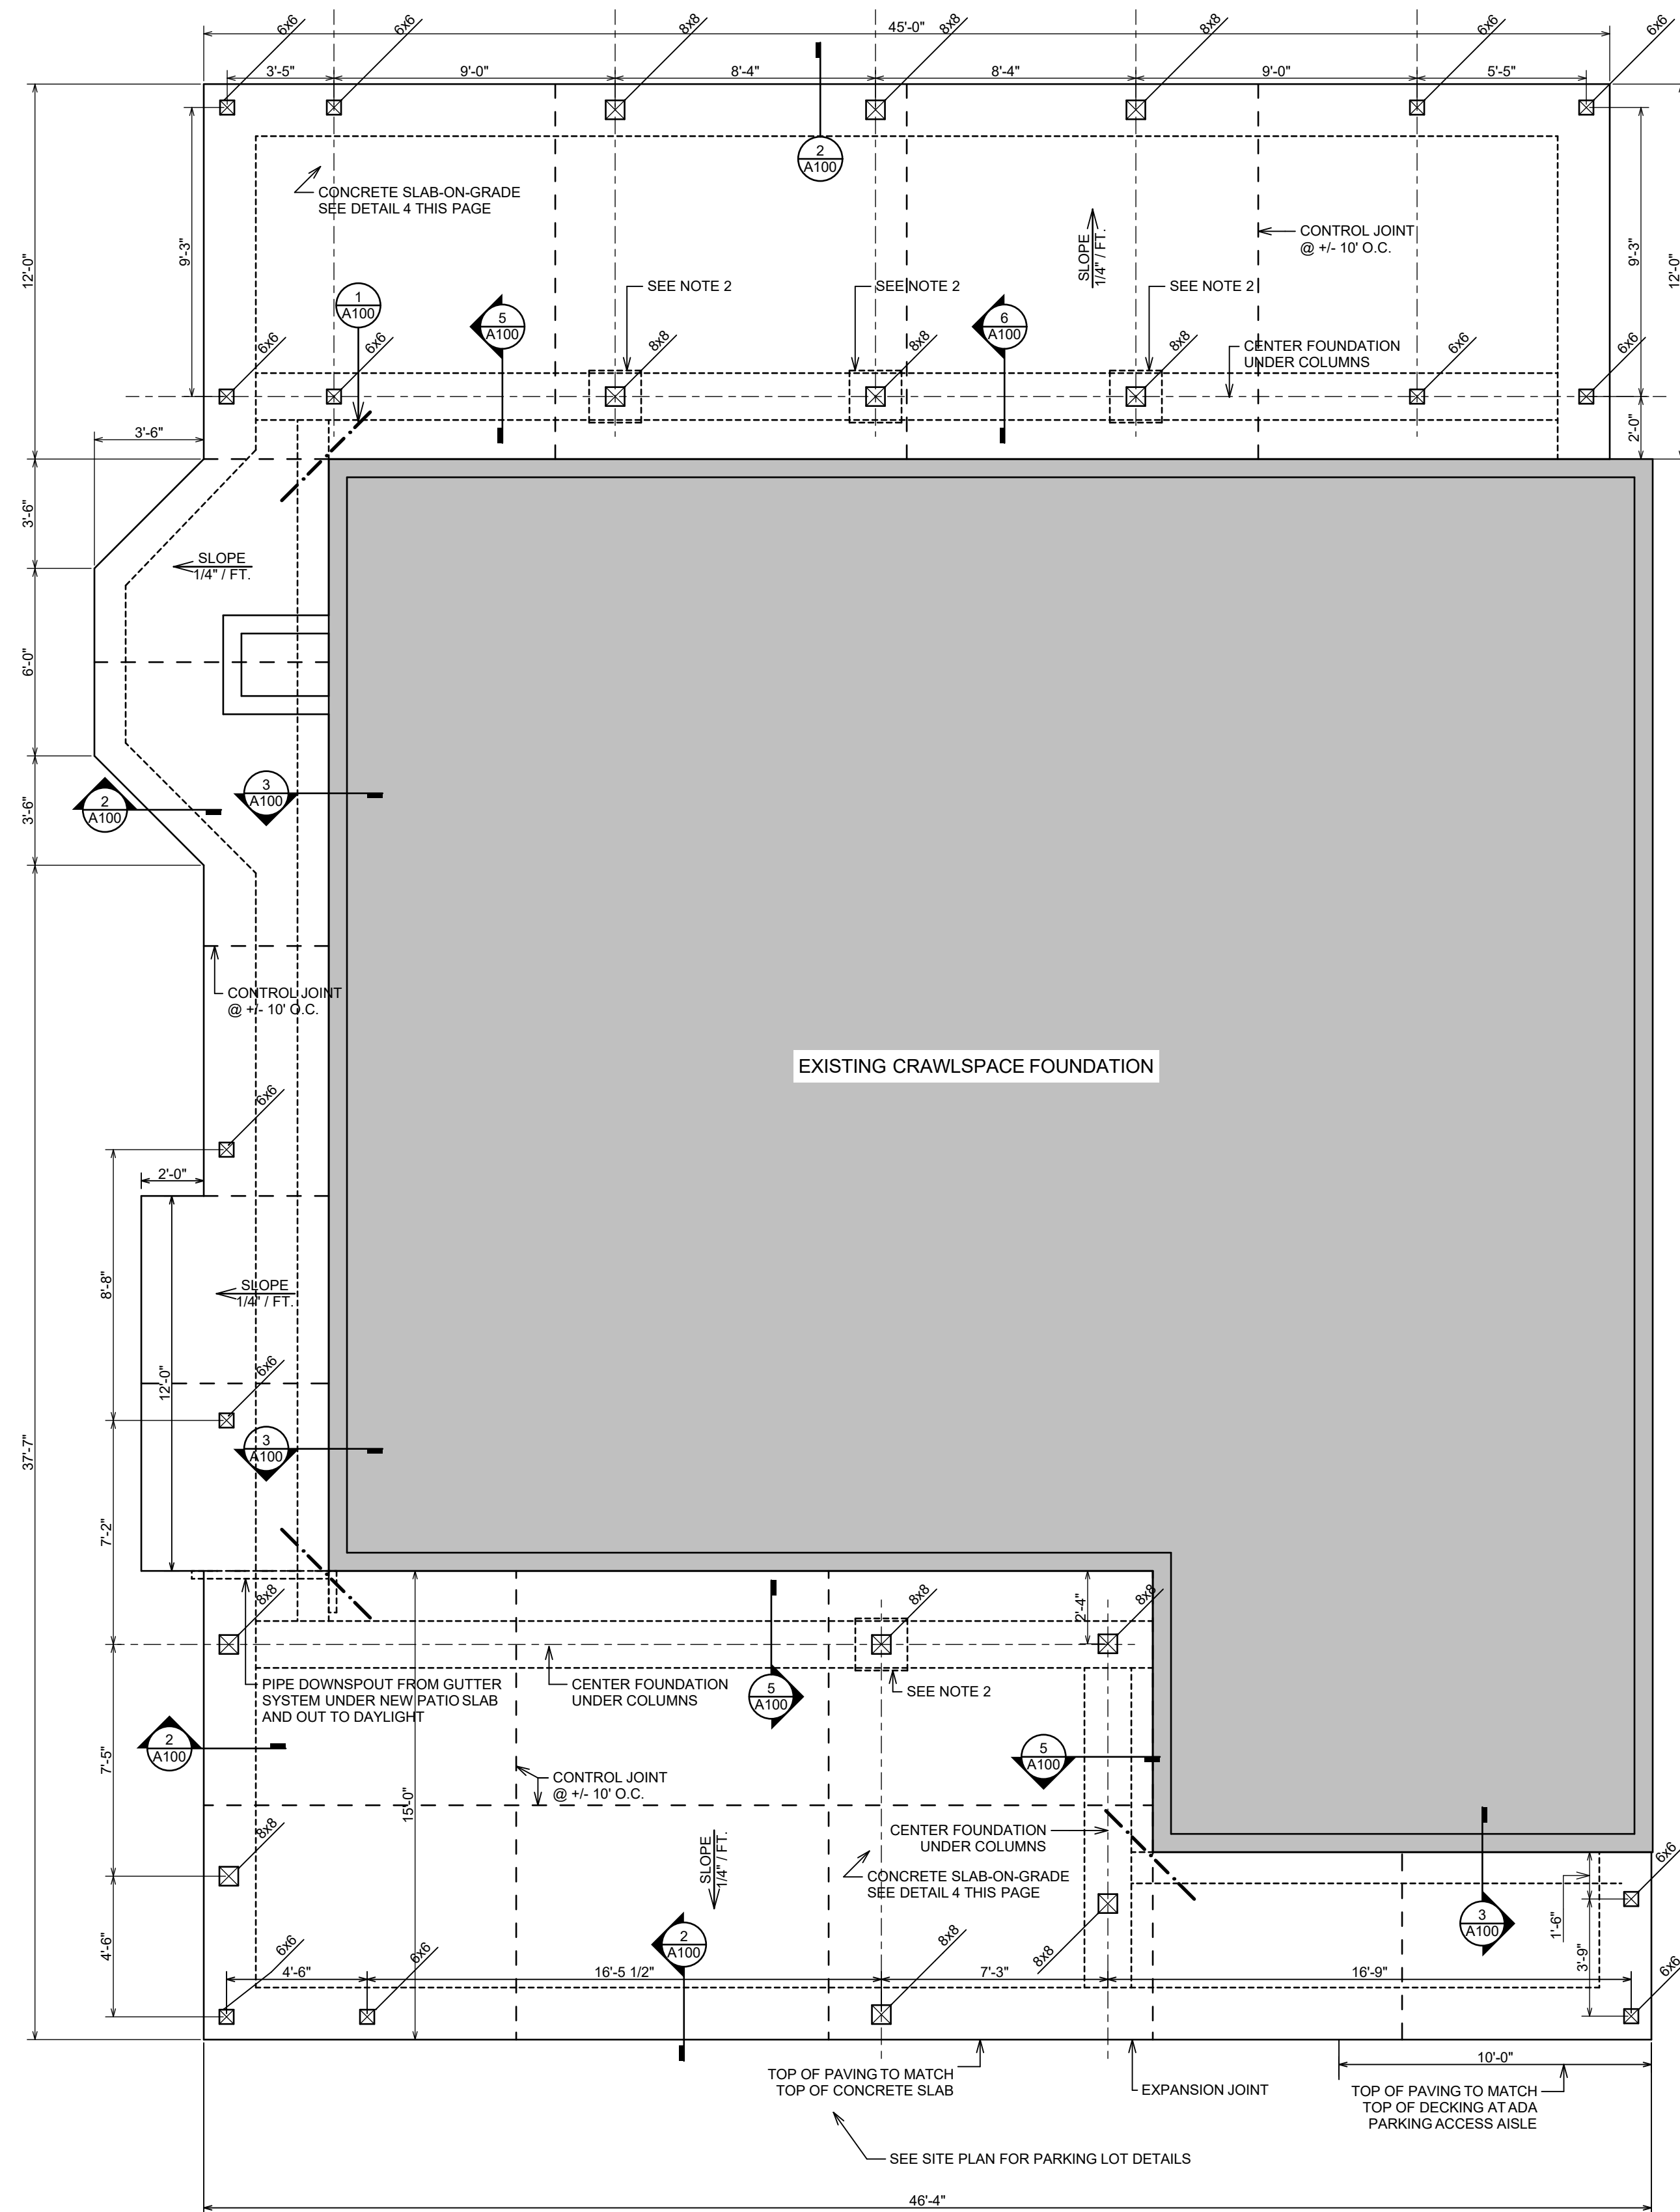 6x6
6x6
8x8
45'-0"
8x8
8x8
6x6
6x6
3'-5"
9'-0"
8'-4"
8'-4"
9'-0"
5'-5"
2
A100
CONCRETE SLAB-ON-GRADE
SEE DETAIL 4 THIS PAGE
12'-0"
9'-3"
SLOPE
1/4" / FT.
CONTROL JOINT
@ +/- 10' O.C.
9'-3"
12'-0"
1
A100
5
A100
SEE NOTE 2
SEE NOTE 2
6
A100
SEE NOTE 2
6x6
6x6
8x8
8x8
8x8
CENTER FOUNDATION
UNDER COLUMNS
6x6
6x6
3'-6"
2'-0"
3'-6"
SLOPE
1/4" / FT.
6'-0"
3'-6"
2
A100
3
A100
CONTROL JOINT
@ +/- 10' O.C.
EXISTING CRAWLSPACE FOUNDATION
6x6
2'-0"
8'-8"
SLOPE
1/4" / FT.
12'-0"
6x6
37'-7"
3
A100
7'-2"
8x8
8x8
2'-4"
8x8
PIPE DOWNSPOUT FROM GUTTER
SYSTEM UNDER NEW PATIO SLAB
AND OUT TO DAYLIGHT
CENTER FOUNDATION
UNDER COLUMNS
5
A100
SEE NOTE 2
2
A100
7'-5"
5
A100
CONTROL JOINT
@ +/- 10' O.C.
15'-0"
8x8
SLOPE
1/4" / FT.
CENTER FOUNDATION
UNDER COLUMNS
CONCRETE SLAB-ON-GRADE
SEE DETAIL 4 THIS PAGE
6x6
4'-6"
6x6
6x6
2
A100
8x8
8x8
3
A100
1'-6"
3'-9"
6x6
4'-6"
16'-5 1/2"
7'-3"
16'-9"
TOP OF PAVING TO MATCH
TOP OF CONCRETE SLAB
EXPANSION JOINT
10'-0"
TOP OF PAVING TO MATCH
TOP OF DECKING AT ADA
PARKING ACCESS AISLE
SEE SITE PLAN FOR PARKING LOT DETAILS
46'-4"